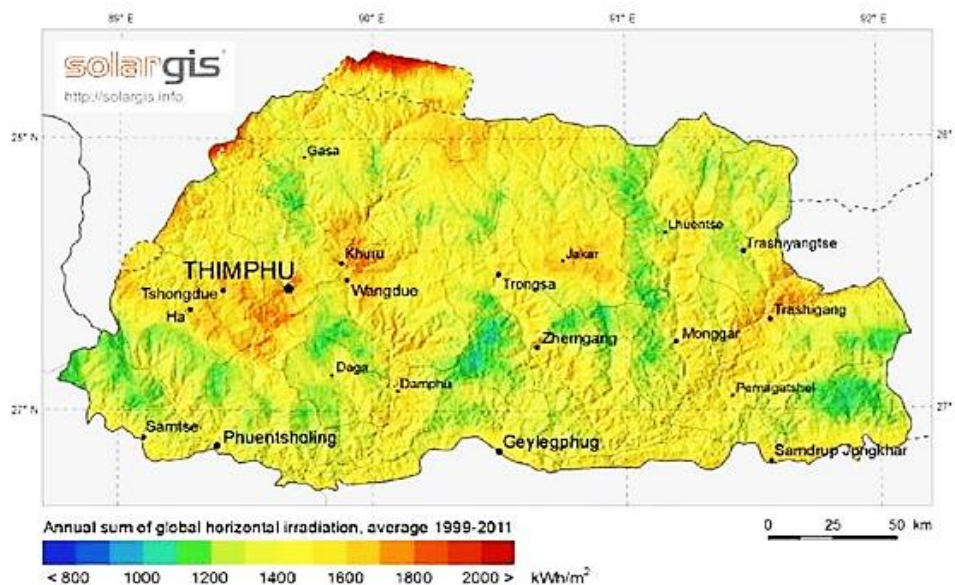 89° E 90° E 91° E 92° E
solargis
http://solargis.info
28° N 28°
Gasa
Lhuentse
Trashiyangtse
Khuru
Jakar
THIMPHU
Trongsa
Wangdue
Tshongdue
Ha
Trashigang
Monggar
Zhemgang
Daga
Damphu
Pemagatshel
27° N 27°
Samtse
Phuentsholing
Geylegphug
Samdrup Jongkhar
Annual sum of global horizontal irradiation, average 1999-2011
0 25 50 km
< 800 1000 1200 1400 1600 1800 2000 > kWh/m²